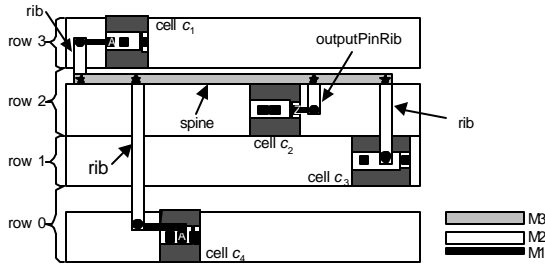 rib
cell c1
row 3
A
outputPinRib
row 2
Z
spine
rib
cell c2
row 1
rib
cell c3
row 0
A
cell c4
M3
M2
M1